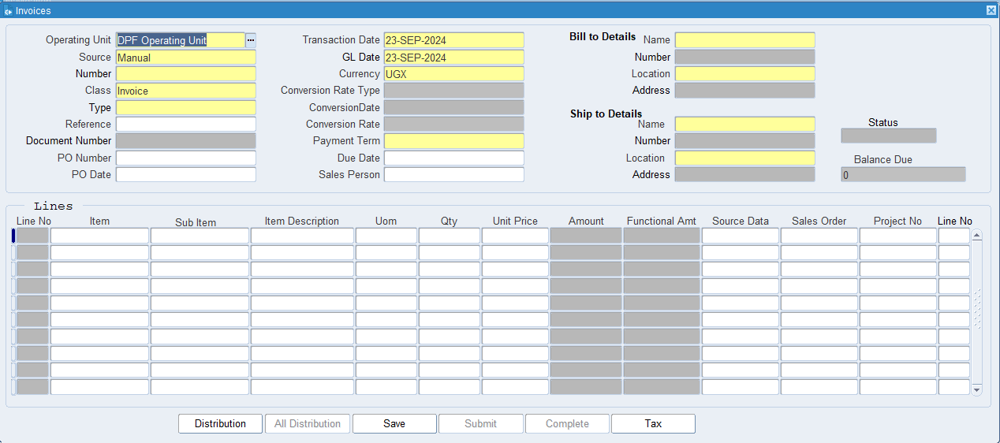 Invoices
Operating Unit DPF Operating Unit ...
Source Manual
Number
Class Invoice
Type
Reference
Document Number
PO Number
PO Date
Transaction Date 23-SEP-2024
GL Date 23-SEP-2024
Currency UGX
Conversion Rate Type
ConversionDate
Conversion Rate
Payment Term
Due Date
Sales Person
Bill to Details
Name
Number
Location
Address
Ship to Details
Name
Number
Location
Address
Status
Balance Due
0
Lines
Line No Item Sub Item Item Description Uom Qty Unit Price Amount Functional Amt Source Data Sales Order Project No Line No
Distribution All Distribution Save Submit Complete Tax